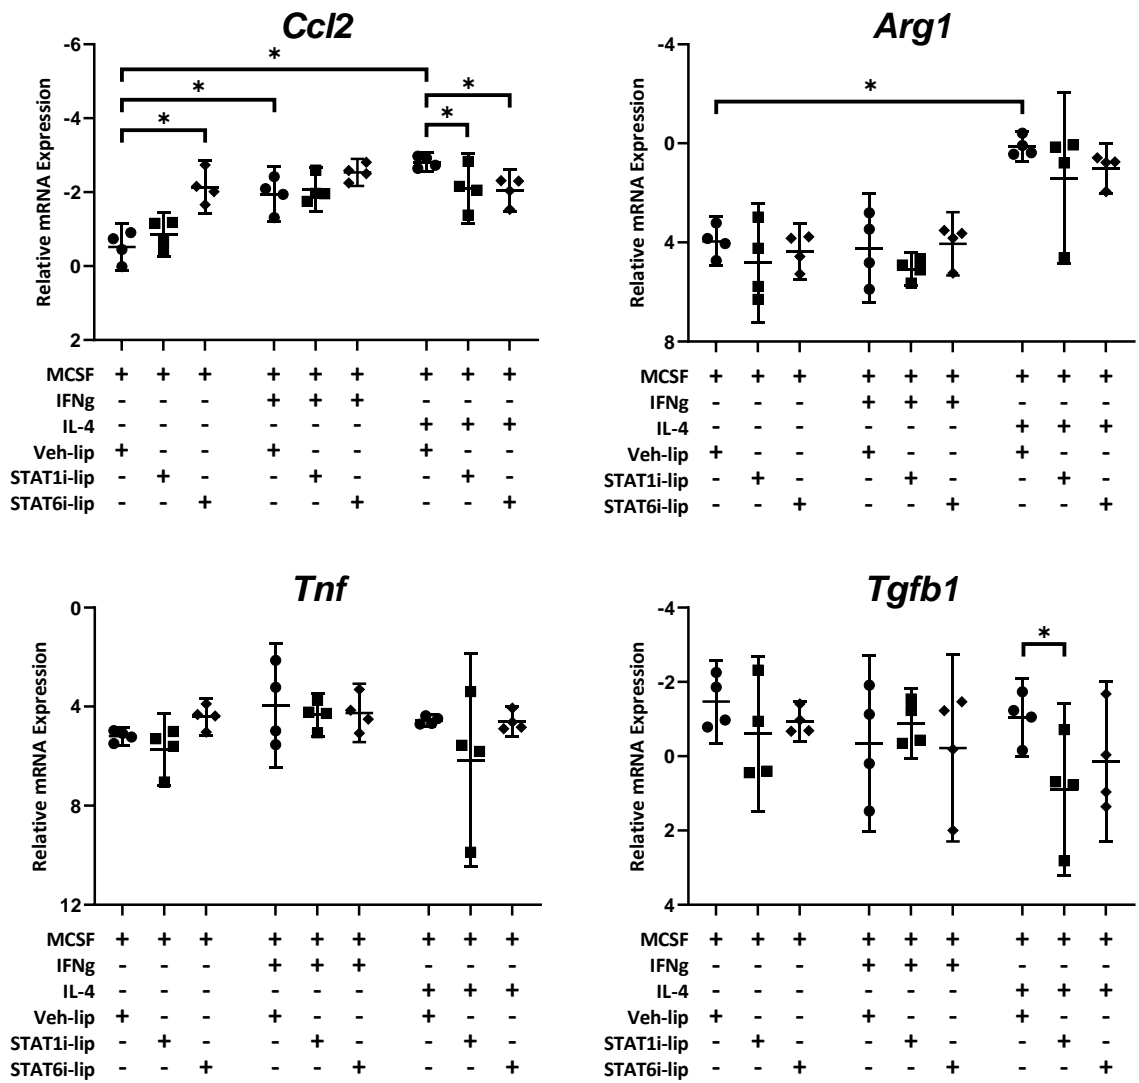 Ccl2
Relative mRNA Expression
-6
*
-4
*
*
*
*
-2
0
2
MCSF + + + + + + + + +
IFNg - - - + + + - - -
IL-4 - - - - - - + + +
Veh-lip + - - + - - + - -
STAT1i-lip - + - - + - - + -
STAT6i-lip - - + - - + - - +
Arg1
Relative mRNA Expression
-4
*
0
4
8
MCSF + + + + + + + + +
IFNg - - - + + + - - -
IL-4 - - - - - - + + +
Veh-lip + - - + - - + - -
STAT1i-lip - + - - + - - + -
STAT6i-lip - - + - - + - - +
Tnf
Relative mRNA Expression
0
4
8
12
MCSF + + + + + + + + +
IFNg - - - + + + - - -
IL-4 - - - - - - + + +
Veh-lip + - - + - - + - -
STAT1i-lip - + - - + - - + -
STAT6i-lip - - + - - + - - +
Tgfb1
Relative mRNA Expression
-4
*
-2
0
2
4
MCSF + + + + + + + + +
IFNg - - - + + + - - -
IL-4 - - - - - - + + +
Veh-lip + - - + - - + - -
STAT1i-lip - + - - + - - + -
STAT6i-lip - - + - - + - - +